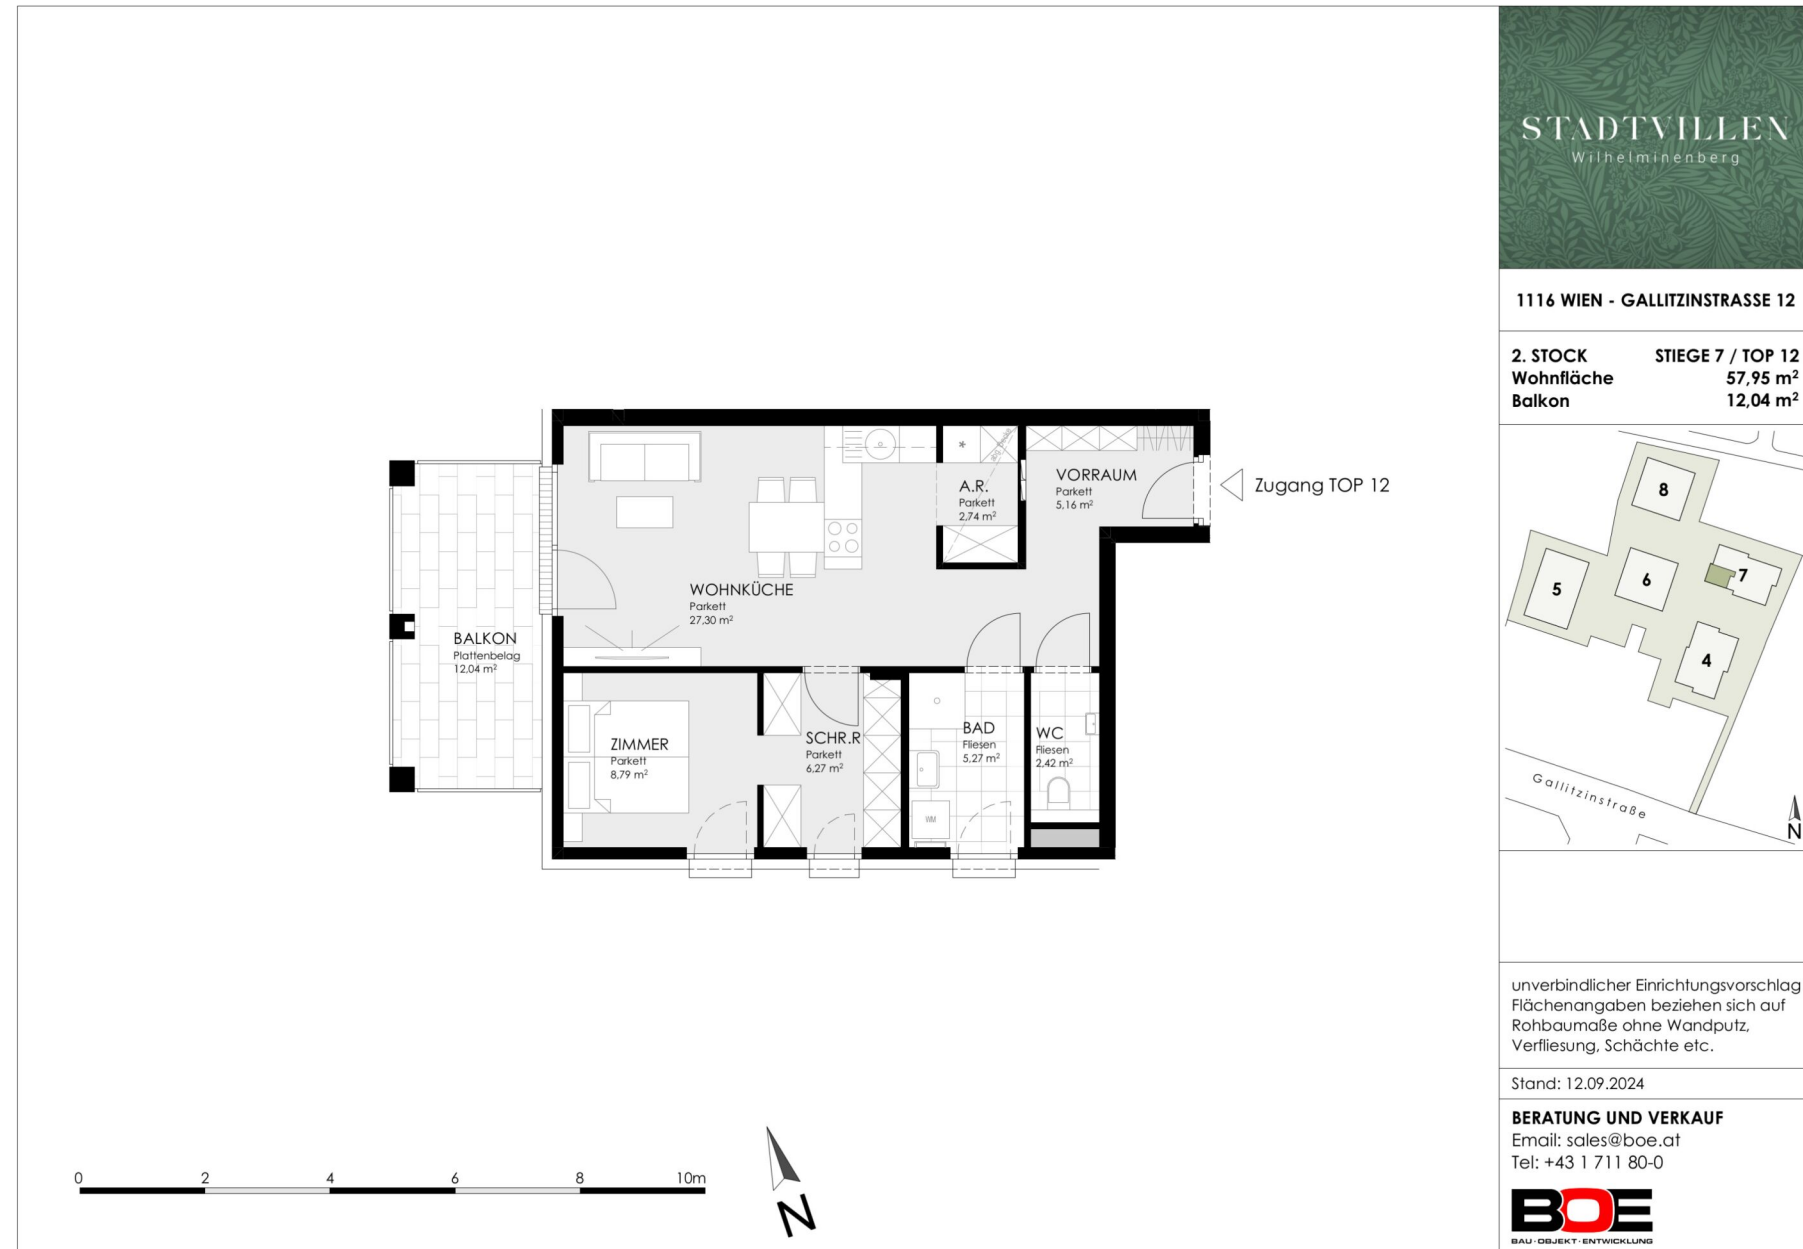 STADTVILLEN
Wilhelminenberg
1116 WIEN - GALLITZINSTRASSE 12
2. STOCK STIEGE 7 / TOP 12
Wohnfläche 57,95 m²
Balkon 12,04 m²
8
7
6
5
4
Gallitzinstraße
N
unverbindlicher Einrichtungsvorschlag
Flächenangaben beziehen sich auf
Rohbaumaße ohne Wandputz,
Verfliesung, Schächte etc.
Stand: 12.09.2024
BERATUNG UND VERKAUF
Email: sales@boe.at
Tel: +43 1 711 80-0
BOE
BAU·OBJEKT·ENTWICKLUNG
*
abg. Decke
A.R.
Parkett
2,74 m²
VORRAUM
Parkett
5,16 m²
Zugang TOP 12
WOHNKÜCHE
Parkett
27,30 m²
BALKON
Plattenbelag
12,04 m²
ZIMMER
Parkett
8,79 m²
SCHR.R
Parkett
6,27 m²
BAD
Fliesen
5,27 m²
WC
Fliesen
2,42 m²
WM
0 2 4 6 8 10m
N